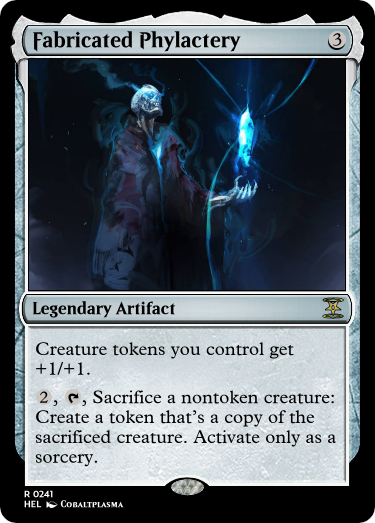 Fabricated Phylactery 3
Legendary Artifact
Creature tokens you control get
+1/+1.
2, , Sacrifice a nontoken creature:
Create a token that's a copy of the
sacrificed creature. Activate only as a
sorcery.
R 0241
HEL Cobaltplasma